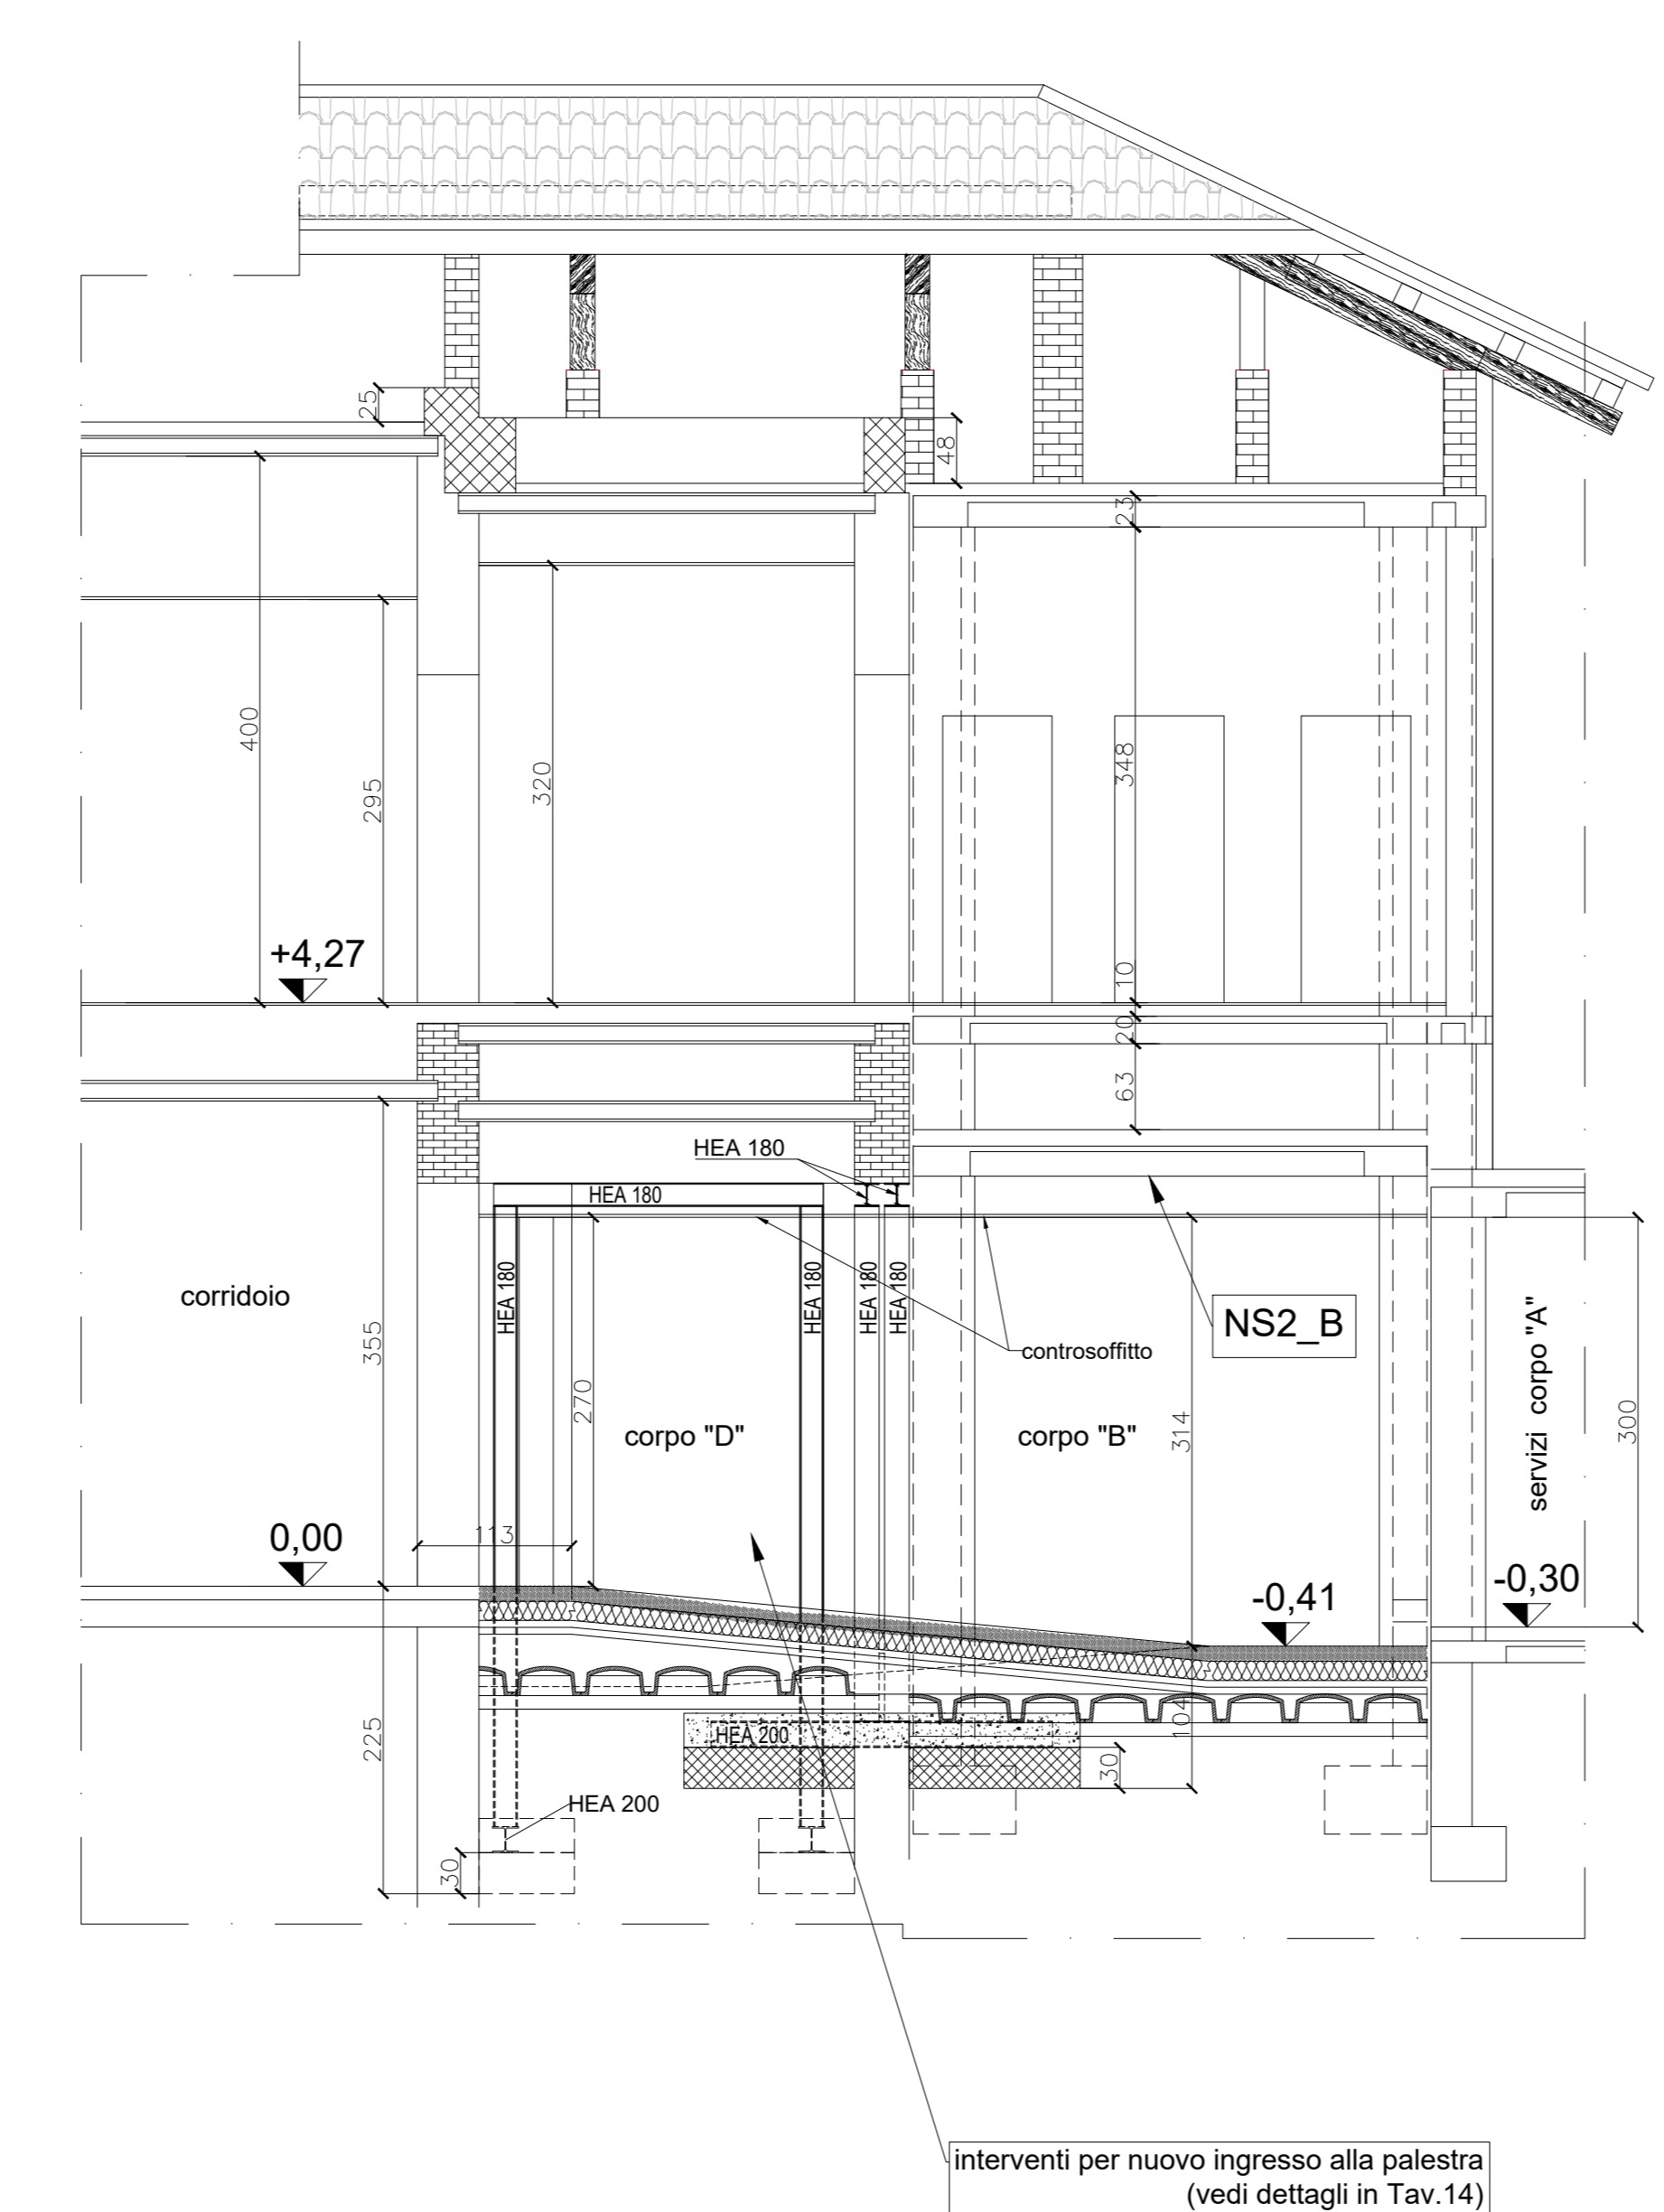 25
48
23
400
295
320
348
+4,27
10
20
63
HEA 180
HEA 180
HEA 180
HEA 180
HEA 180
HEA 180
corridoio
NS2_B
controsoffitto
355
270
314
300
corpo "D"
corpo "B"
servizi corpo "A"
113
0,00
-0,41
-0,30
225
104
HEA 200
30
HEA 200
30
interventi per nuovo ingresso alla palestra
(vedi dettagli in Tav.14)